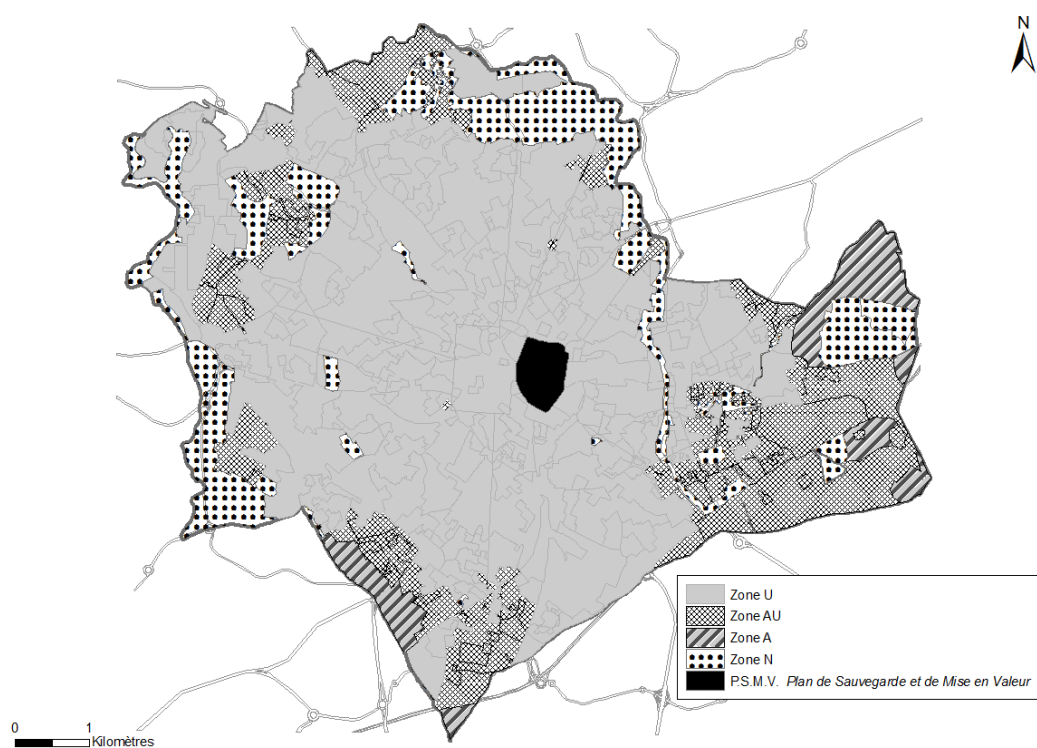 N
Zone U
Zone AU
Zone A
Zone N
P.S.M.V. Plan de Sauvegarde et de Mise en Valeur
0 1
Kilomètres